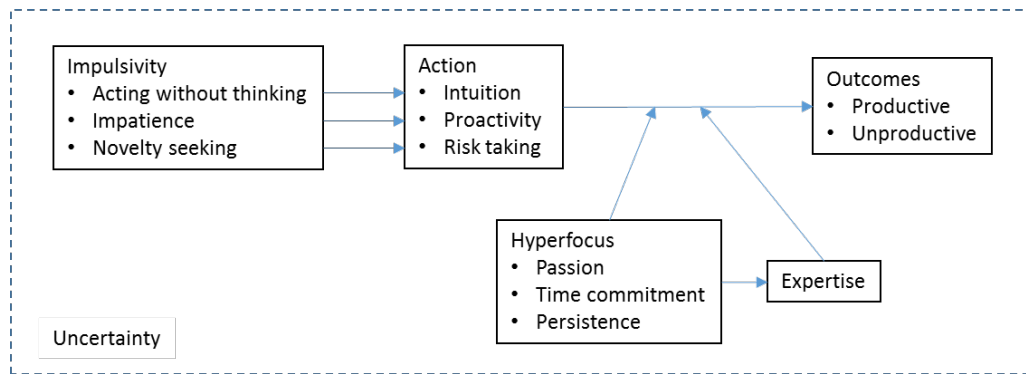 Impulsivity
• Acting without thinking
• Impatience
• Novelty seeking
Action
• Intuition
• Proactivity
• Risk taking
Outcomes
• Productive
• Unproductive
Hyperfocus
• Passion
• Time commitment
• Persistence
Expertise
Uncertainty